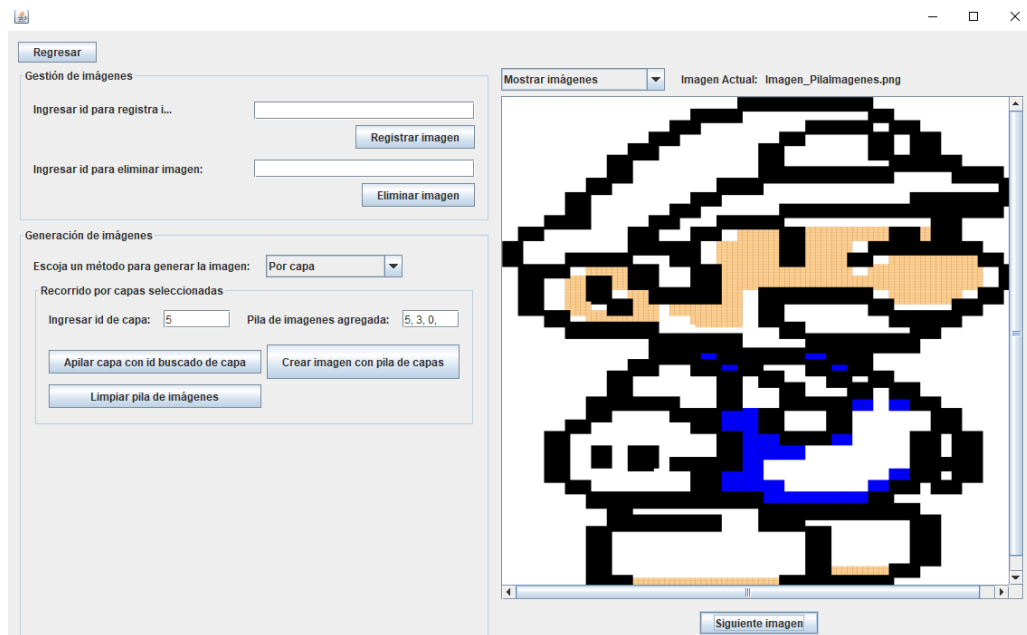 Regresar
Gestión de imágenes
Ingresar id para registra i...
Registrar imagen
Ingresar id para eliminar imagen:
Eliminar imagen
Generación de imágenes
Escoja un método para generar la imagen: Por capa
Recorrido por capas seleccionadas
Ingresar id de capa: 5 Pila de imagenes agregada: 5, 3, 0,
Apilar capa con id buscado de capa Crear imagen con pila de capas
Limpiar pila de imágenes
Mostrar imágenes Imagen Actual: Imagen_PilaImagenes.png
Siguiente imagen